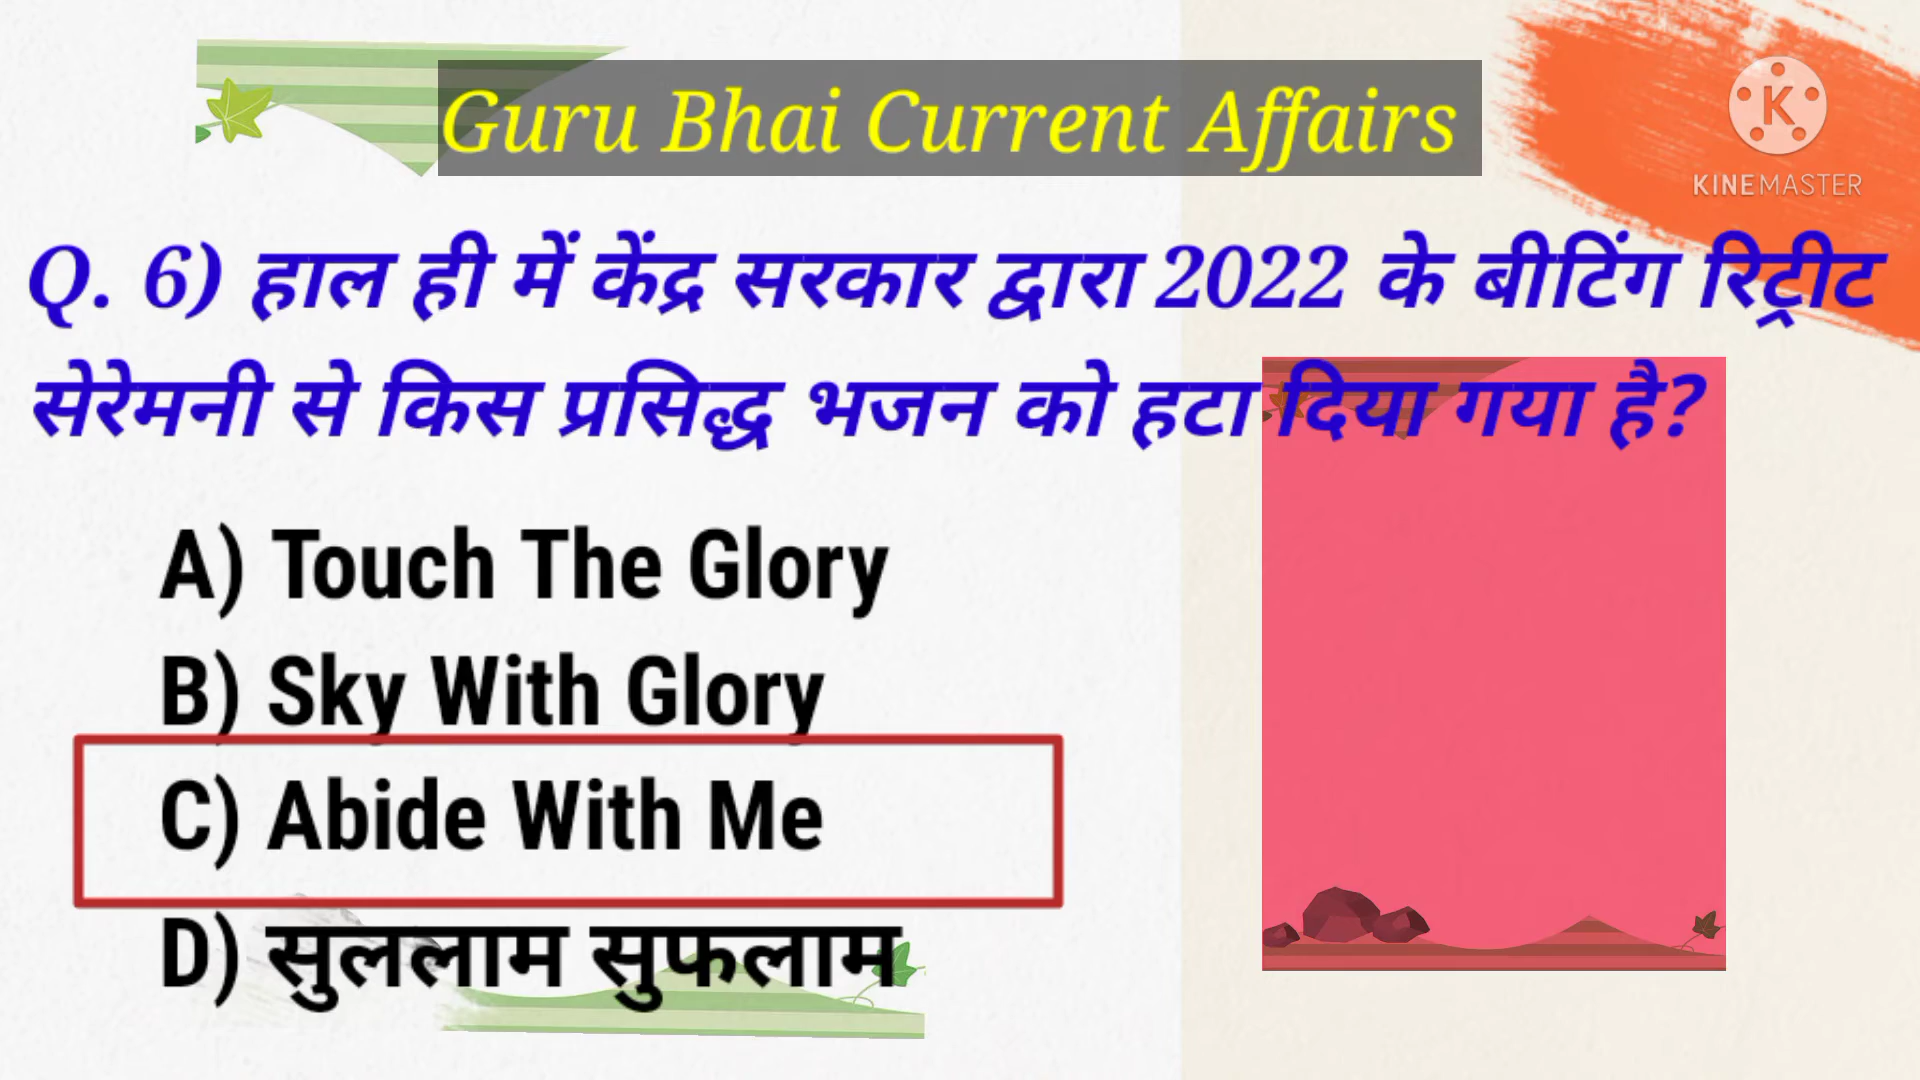 Guru Bhai Current Affairs
KINEMASTER
Q. 6) हाल ही में केंद्र सरकार द्वारा 2022 के बीटिंग रिट्रीट
सेरेमनी से किस प्रसिद्ध भजन को हटा दिया गया है?
A) Touch The Glory
B) Sky With Glory
C) Abide With Me
D) सुललाम सुफलाम